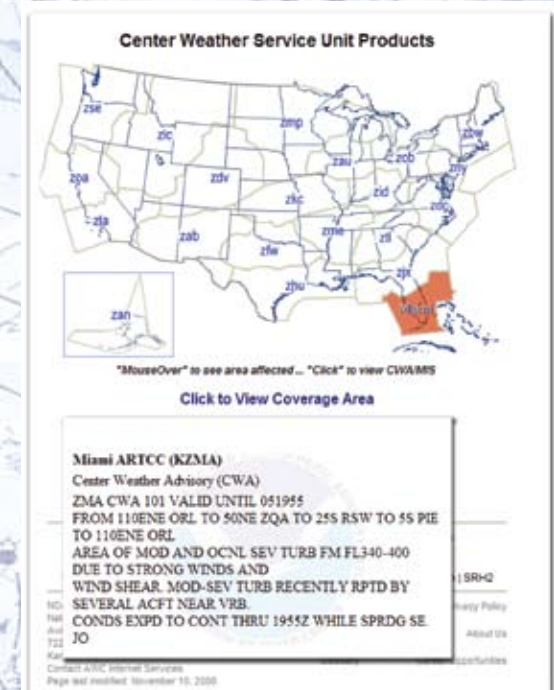 Center Weather Service Unit Products
zse
zlc
zmp
zbw
zau
zob
zny
zoa
zdv
zkc
zid
zdc
zla
zab
zme
ztl
zfw
zjx
zhu
zan
"MouseOver" to see area affected ... "Click" to view CWA/MIS
Click to View Coverage Area
Miami ARTCC (KZMA)
Center Weather Advisory (CWA)
ZMA CWA 101 VALID UNTIL 051955
FROM 110ENE ORL TO 50NE ZQA TO 25S RSW TO 5S PIE
TO 110ENE ORL
AREA OF MOD AND OCNL SEV TURB FM FL340-400
DUE TO STRONG WINDS AND
WIND SHEAR. MOD-SEV TURB RECENTLY RPTD BY
SEVERAL ACFT NEAR VRB.
CONDS EXPD TO CONT THRU 1955Z WHILE SPRDG SE.
JO
| SRH2
Policy
About Us
Contact AWC Internet Services
Page last modified: November 10, 2008